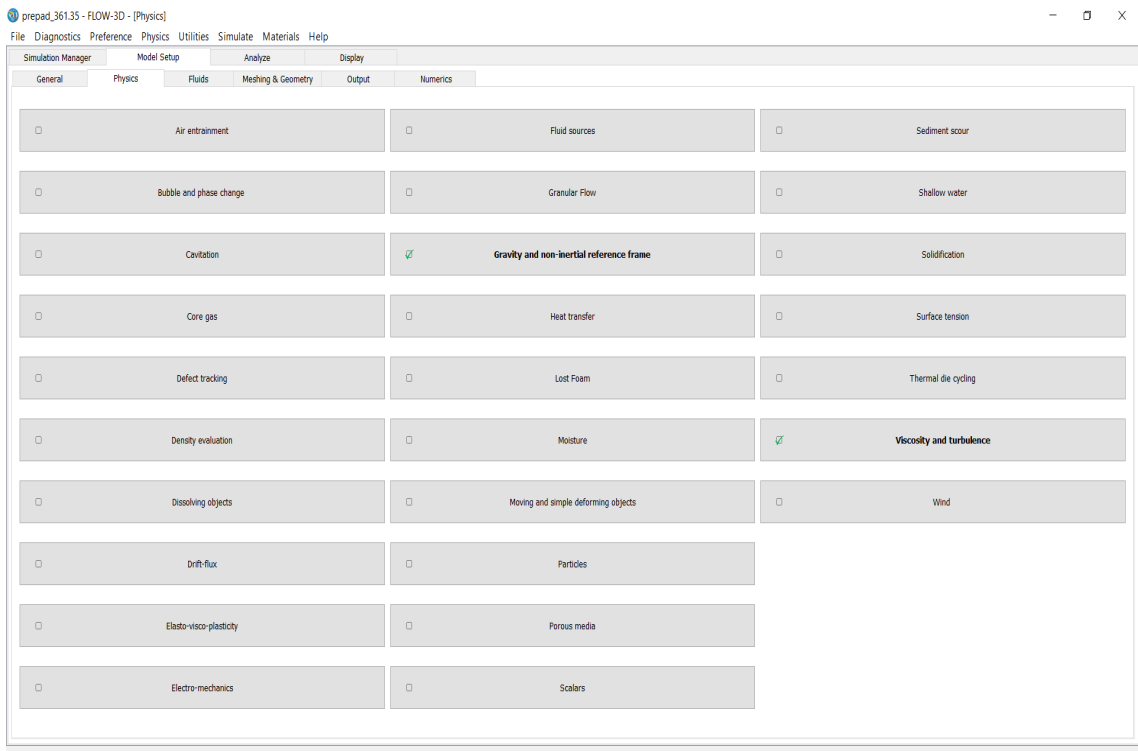 prepad_361.35 - FLOW-3D - [Physics]
File Diagnostics Preference Physics Utilities Simulate Materials Help
Simulation Manager Model Setup Analyze Display
General Physics Fluids Meshing & Geometry Output Numerics
Air entrainment Fluid sources Sediment scour
Bubble and phase change Granular Flow Shallow water
Cavitation Gravity and non-inertial reference frame Solidification
Core gas Heat transfer Surface tension
Defect tracking Lost Foam Thermal die cycling
Density evaluation Moisture Viscosity and turbulence
Dissolving objects Moving and simple deforming objects Wind
Drift-flux Particles
Elasto-visco-plasticity Porous media
Electro-mechanics Scalars